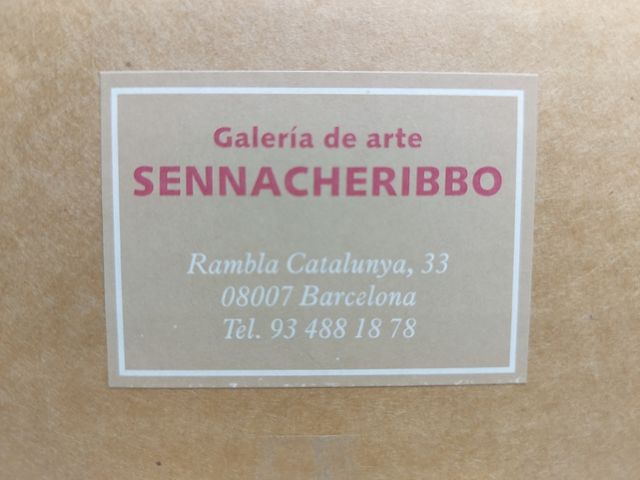 Galería de arte
SENNACHERIBBO
Rambla Catalunya, 33
08007 Barcelona
Tel. 93 488 18 78